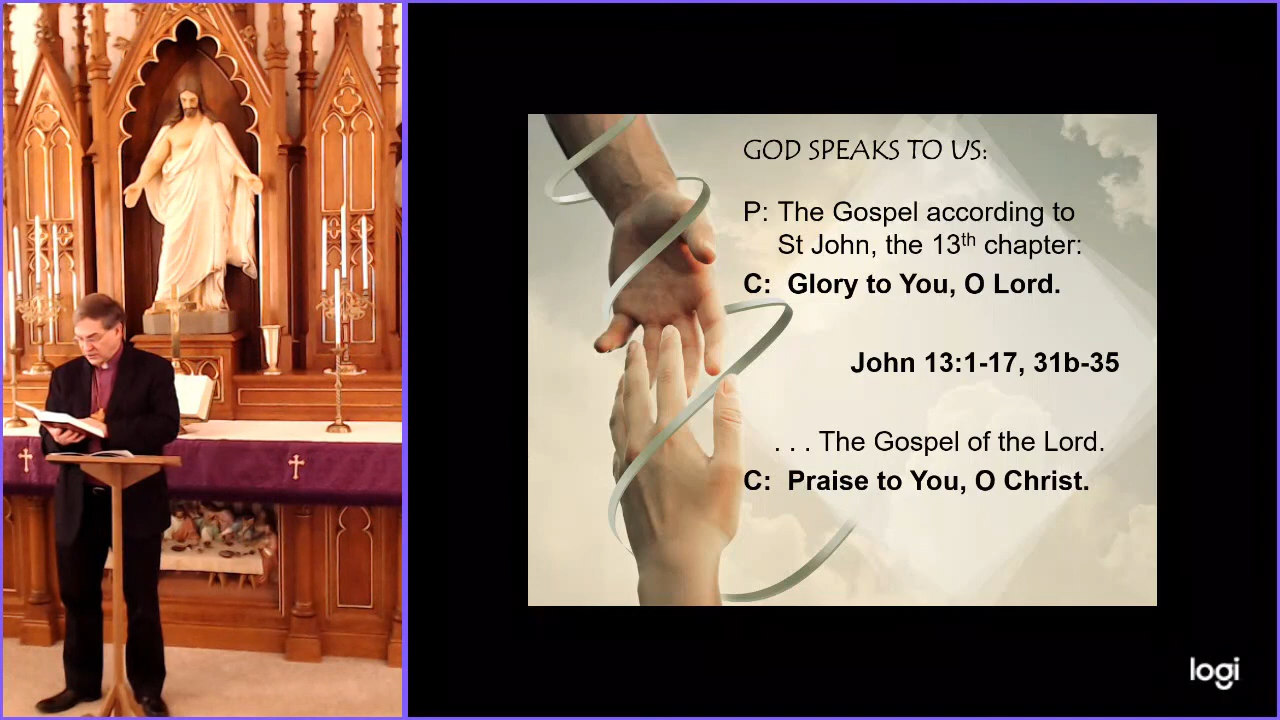 GOD SPEAKS TO US:
P: The Gospel according to
St John, the 13th chapter:
C: Glory to You, O Lord.
John 13:1-17, 31b-35
. . . The Gospel of the Lord.
C: Praise to You, O Christ.
logi